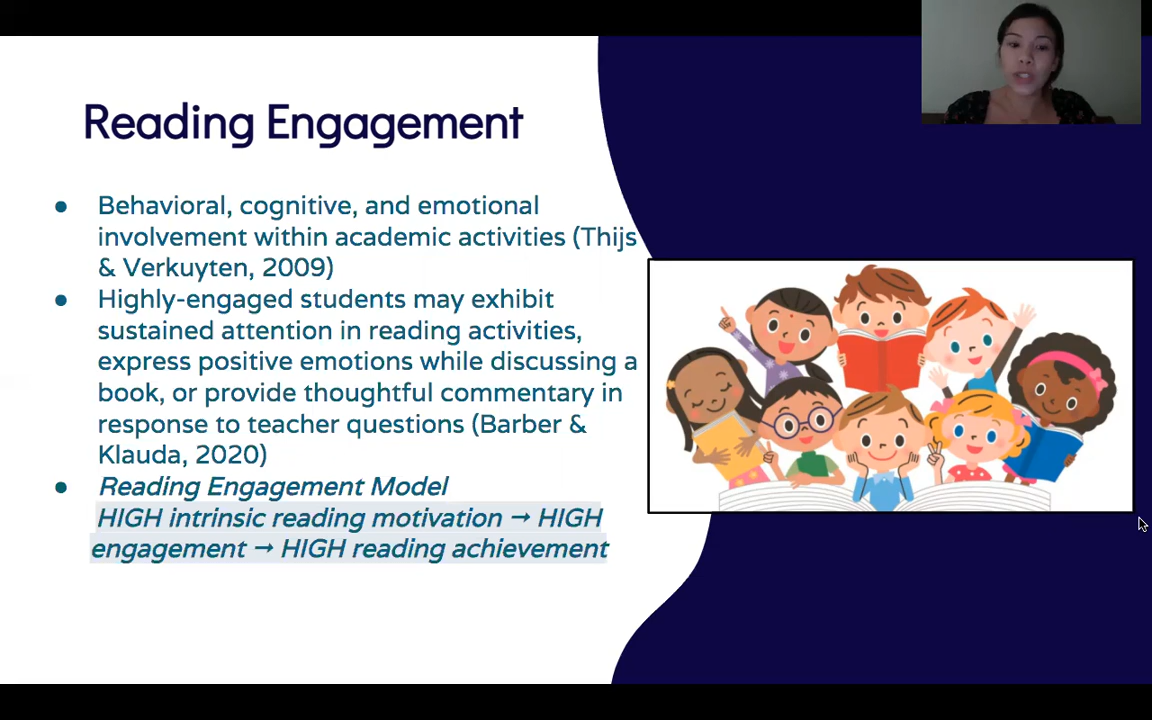 Reading Engagement
● Behavioral, cognitive, and emotional
involvement within academic activities (Thijs
& Verkuyten, 2009)
● Highly-engaged students may exhibit
sustained attention in reading activities,
express positive emotions while discussing a
book, or provide thoughtful commentary in
response to teacher questions (Barber &
Klauda, 2020)
● Reading Engagement Model
HIGH intrinsic reading motivation → HIGH
engagement → HIGH reading achievement